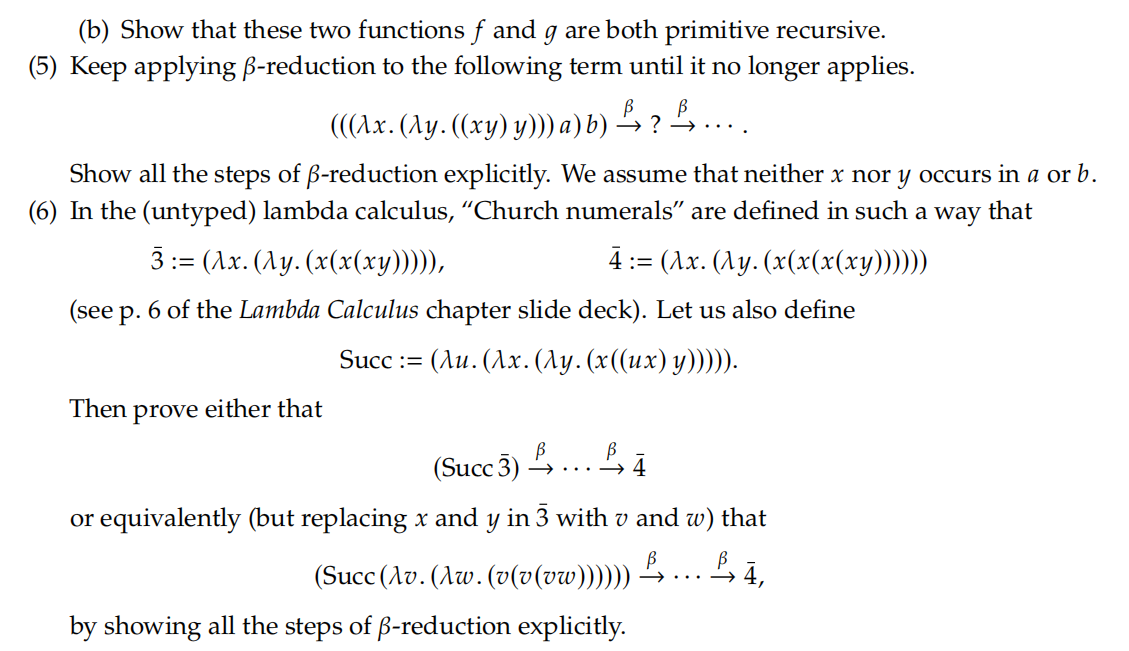 (b) Show that these two functions f and g are both primitive recursive.
(5) Keep applying β-reduction to the following term until it no longer applies.
(((λx. (λy. ((xy) y))) a) b) →^β ? →^β ⋯ .
Show all the steps of β-reduction explicitly. We assume that neither x nor y occurs in a or b.
(6) In the (untyped) lambda calculus, “Church numerals” are defined in such a way that
3̄ := (λx. (λy. (x(x(xy))))), 4̄ := (λx. (λy. (x(x(x(xy))))))
(see p. 6 of the Lambda Calculus chapter slide deck). Let us also define
Succ := (λu. (λx. (λy. (x((ux) y))))).
Then prove either that
(Succ 3̄) →^β ⋯ →^β 4̄
or equivalently (but replacing x and y in 3̄ with v and w) that
(Succ (λv. (λw. (v(v(vw)))))) →^β ⋯ →^β 4̄,
by showing all the steps of β-reduction explicitly.